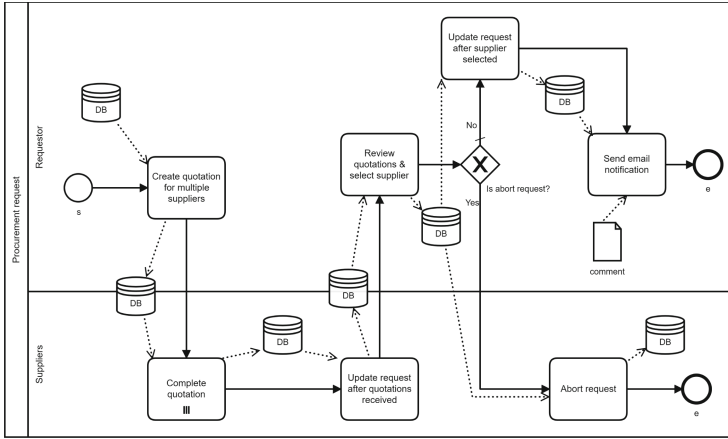 Procurement request
Requestor
Suppliers
Update request
after supplier
selected
DB
DB
No
Review
quotations &
select supplier
Send email
notification
Create quotation
for multiple
suppliers
X
s
Is abort request?
e
Yes
DB
comment
DB
DB
DB
DB
Complete
quotation
Update request
after quotations
received
Abort request
e